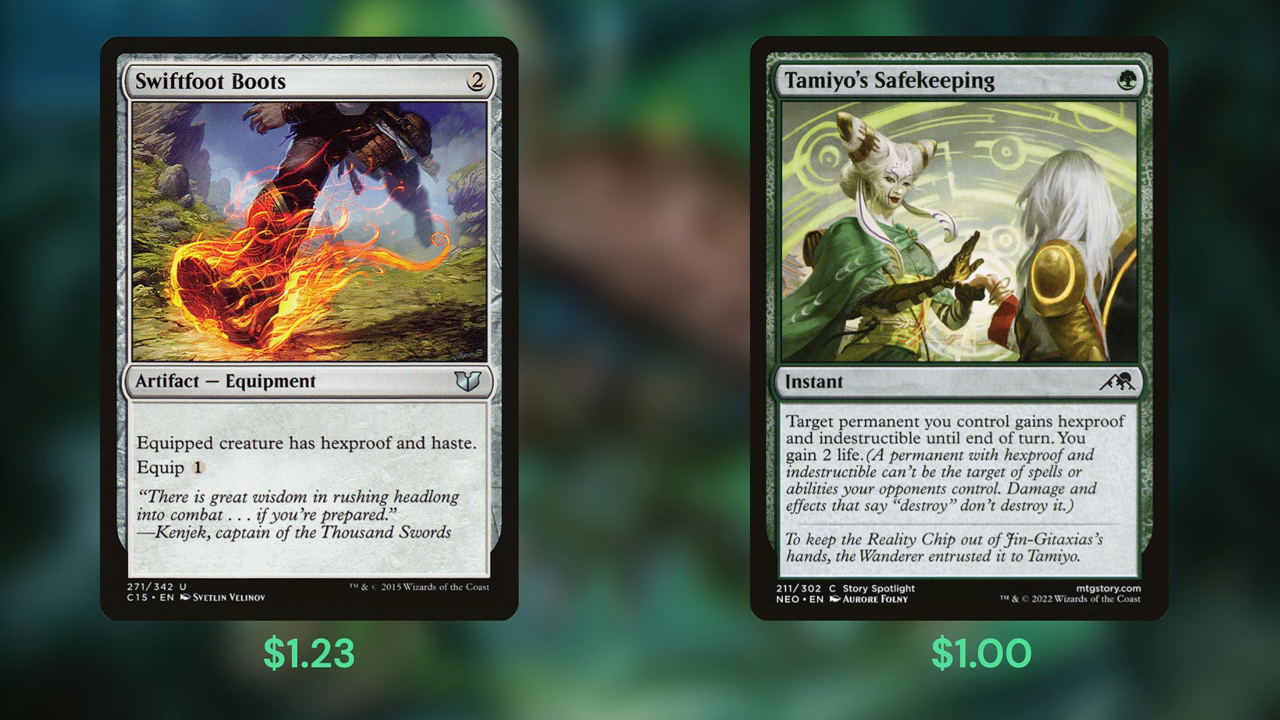 Swiftfoot Boots
2
Artifact — Equipment
Equipped creature has hexproof and haste.
Equip 1
“There is great wisdom in rushing headlong
into combat . . . if you’re prepared.”
—Kenjek, captain of the Thousand Swords
271/342 U
C15 • EN Svetlin Velinov
™ & © 2015 Wizards of the Coast
$1.23
Tamiyo’s Safekeeping
Instant
Target permanent you control gains hexproof
and indestructible until end of turn. You
gain 2 life. (A permanent with hexproof and
indestructible can’t be the target of spells or
abilities your opponents control. Damage and
effects that say “destroy” don’t destroy it.)
To keep the Reality Chip out of Jin-Gitaxias’s
hands, the Wanderer entrusted it to Tamiyo.
211/302 C Story Spotlight
mtgstory.com
NEO • EN Aurore Folny
™ & © 2022 Wizards of the Coast
$1.00